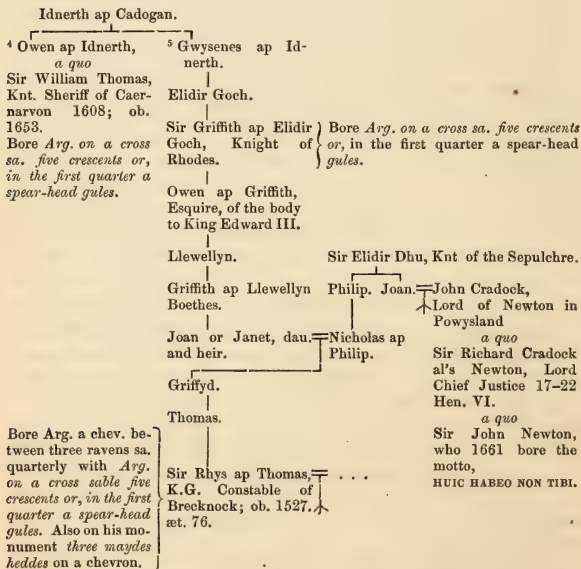 Idnerth ap Cadogan.
⁴ Owen ap Idnerth,
a quo
Sir William Thomas,
Knt. Sheriff of Caer-
narvon 1608; ob.
1653.
Bore Arg. on a cross
sa. five crescents or,
in the first quarter a
spear-head gules.
⁵ Gwysenes ap Id-
nerth.
Elidir Goch.
Sir Griffith ap Elidir
Goch, Knight of
Rhodes.
Bore Arg. on a cross sa. five crescents
or, in the first quarter a spear-head
gules.
Owen ap Griffith,
Esquire, of the body
to King Edward III.
Llewellyn.
Griffith ap Llewellyn
Boethes.
Joan or Janet, dau.
and heir.
Sir Elidir Dhu, Knt. of the Sepulchre.
Philip. Joan.
John Cradock,
Lord of Newton in
Powysland
a quo
Sir Richard Cradock
al's Newton, Lord
Chief Justice 17–22
Hen. VI.
a quo
Sir John Newton,
who 1661 bore the
motto,
HUIC HABEO NON TIBI.
Nicholas ap
Philip.
Griffyd.
Thomas.
Bore Arg. a chev. be-
tween three ravens sa.
quarterly with Arg.
on a cross sable five
crescents or, in the first
quarter a spear-head
gules. Also on his mo-
nument three maydes
heddes on a chevron.
Sir Rhys ap Thomas, . . .
K.G. Constable of
Brecknock; ob. 1527.
æt. 76.